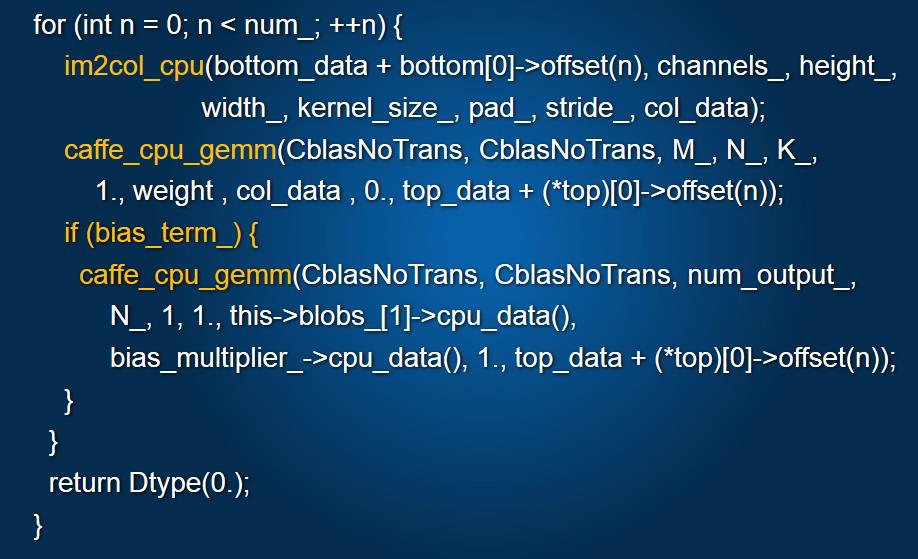 for (int n = 0; n < num_; ++n) {
im2col_cpu(bottom_data + bottom[0]->offset(n), channels_, height_,
width_, kernel_size_, pad_, stride_, col_data);
caffe_cpu_gemm(CblasNoTrans, CblasNoTrans, M_, N_, K_,
1., weight , col_data , 0., top_data + (*top)[0]->offset(n));
if (bias_term_) {
caffe_cpu_gemm(CblasNoTrans, CblasNoTrans, num_output_,
N_, 1, 1., this->blobs_[1]->cpu_data(),
bias_multiplier_->cpu_data(), 1., top_data + (*top)[0]->offset(n));
}
}
return Dtype(0.);
}